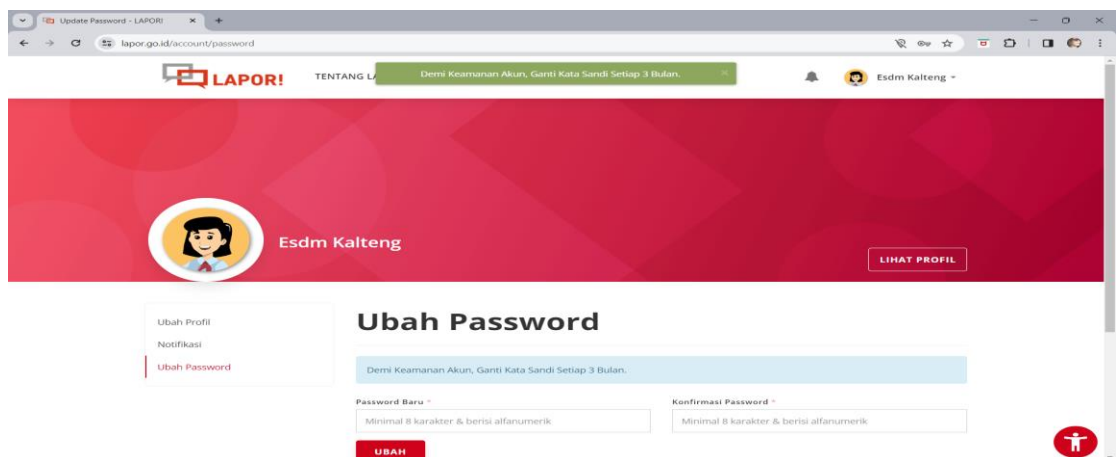 Update Password - LAPOR!
lapor.go.id/account/password
LAPOR!
TENTANG LA
Demi Keamanan Akun, Ganti Kata Sandi Setiap 3 Bulan.
Esdm Kalteng
Esdm Kalteng
LIHAT PROFIL
Ubah Profil
Notifikasi
Ubah Password
Ubah Password
Demi Keamanan Akun, Ganti Kata Sandi Setiap 3 Bulan.
Password Baru *
Konfirmasi Password *
Minimal 8 karakter & berisi alfanumerik
Minimal 8 karakter & berisi alfanumerik
UBAH